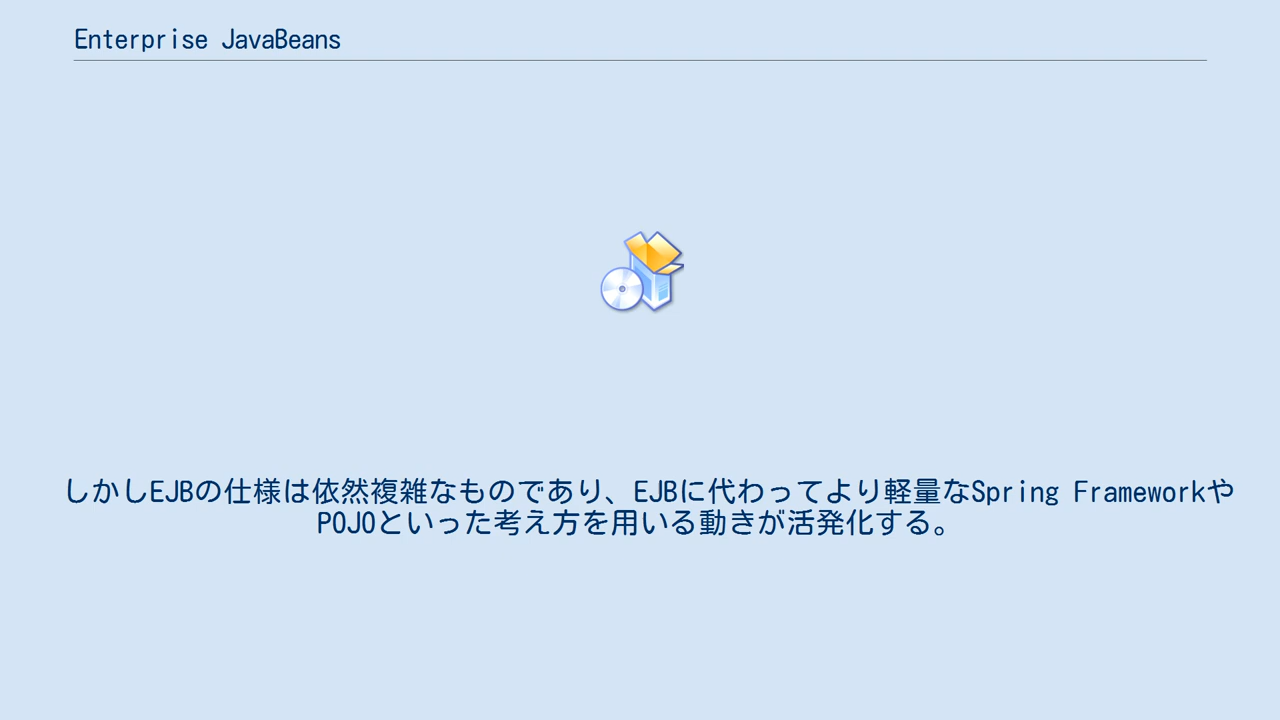 Enterprise JavaBeans
しかしEJBの仕様は依然複雑なものであり、EJBに代わってより軽量なSpring Frameworkや
POJOといった考え方を用いる動きが活発化する。